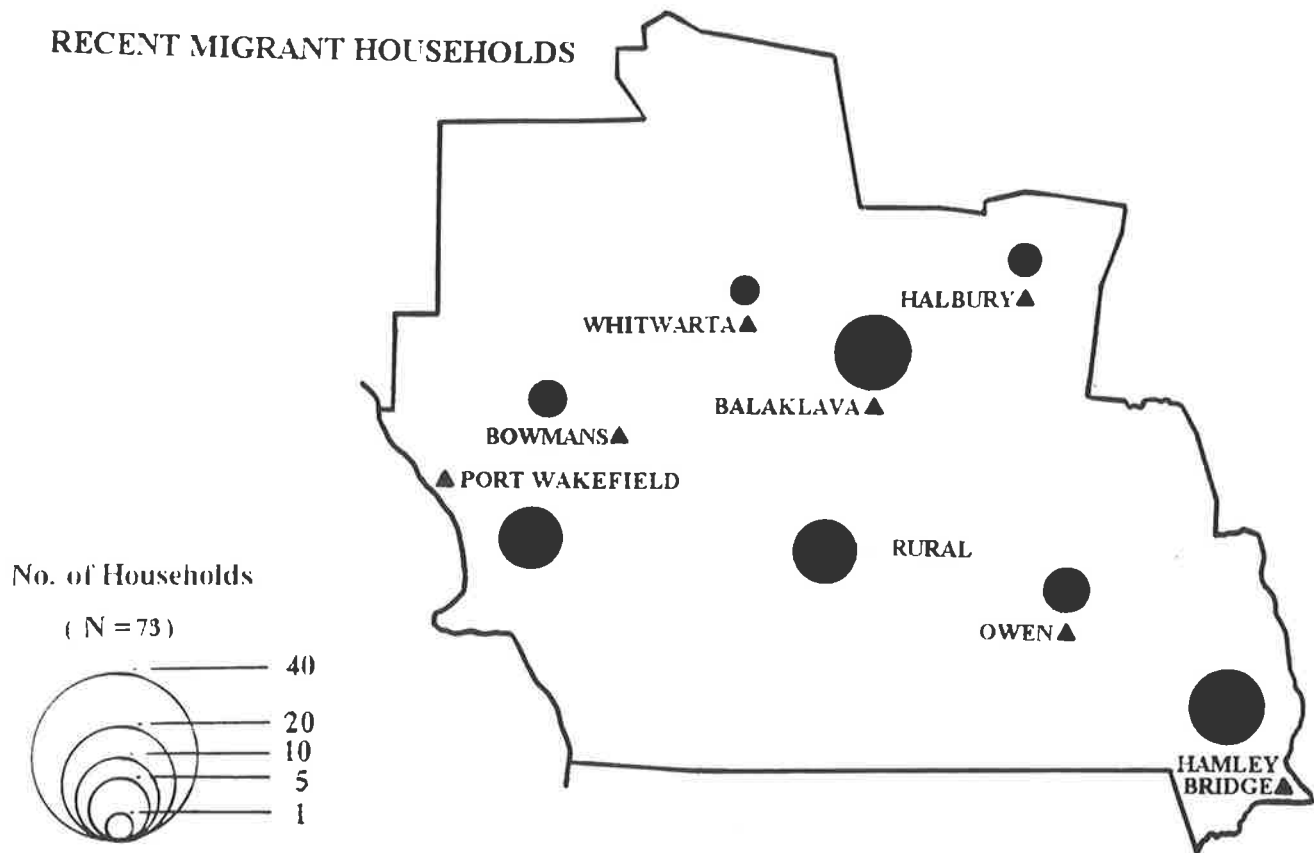 RECENT MIGRANT HOUSEHOLDS
HALBURY
WHITWARTA
BALAKLAVA
BOWMANS
PORT WAKEFIELD
RURAL
OWEN
HAMLEY
BRIDGE
No. of Households
( N = 73 )
40
20
10
5
1